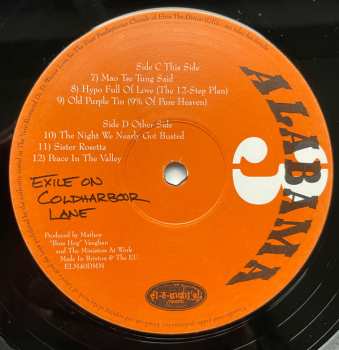 Side C This Side
7) Mao Tse Tung Said
8) Hypo Full Of Love (The 12-Step Plan)
9) Old Purple Tin (9% Of Pure Heaven)
Side D Other Side
10) The Night We Nearly Got Busted
11) Sister Rosetta
12) Peace In The Valley
EXILE ON
COLDHARBOUR
LANE
Produced by Matthew
"Boss Hog" Vaughan
and The Ministers At Work
Made In Brixton & The EU
ELM40DMM
ALABAMA
3